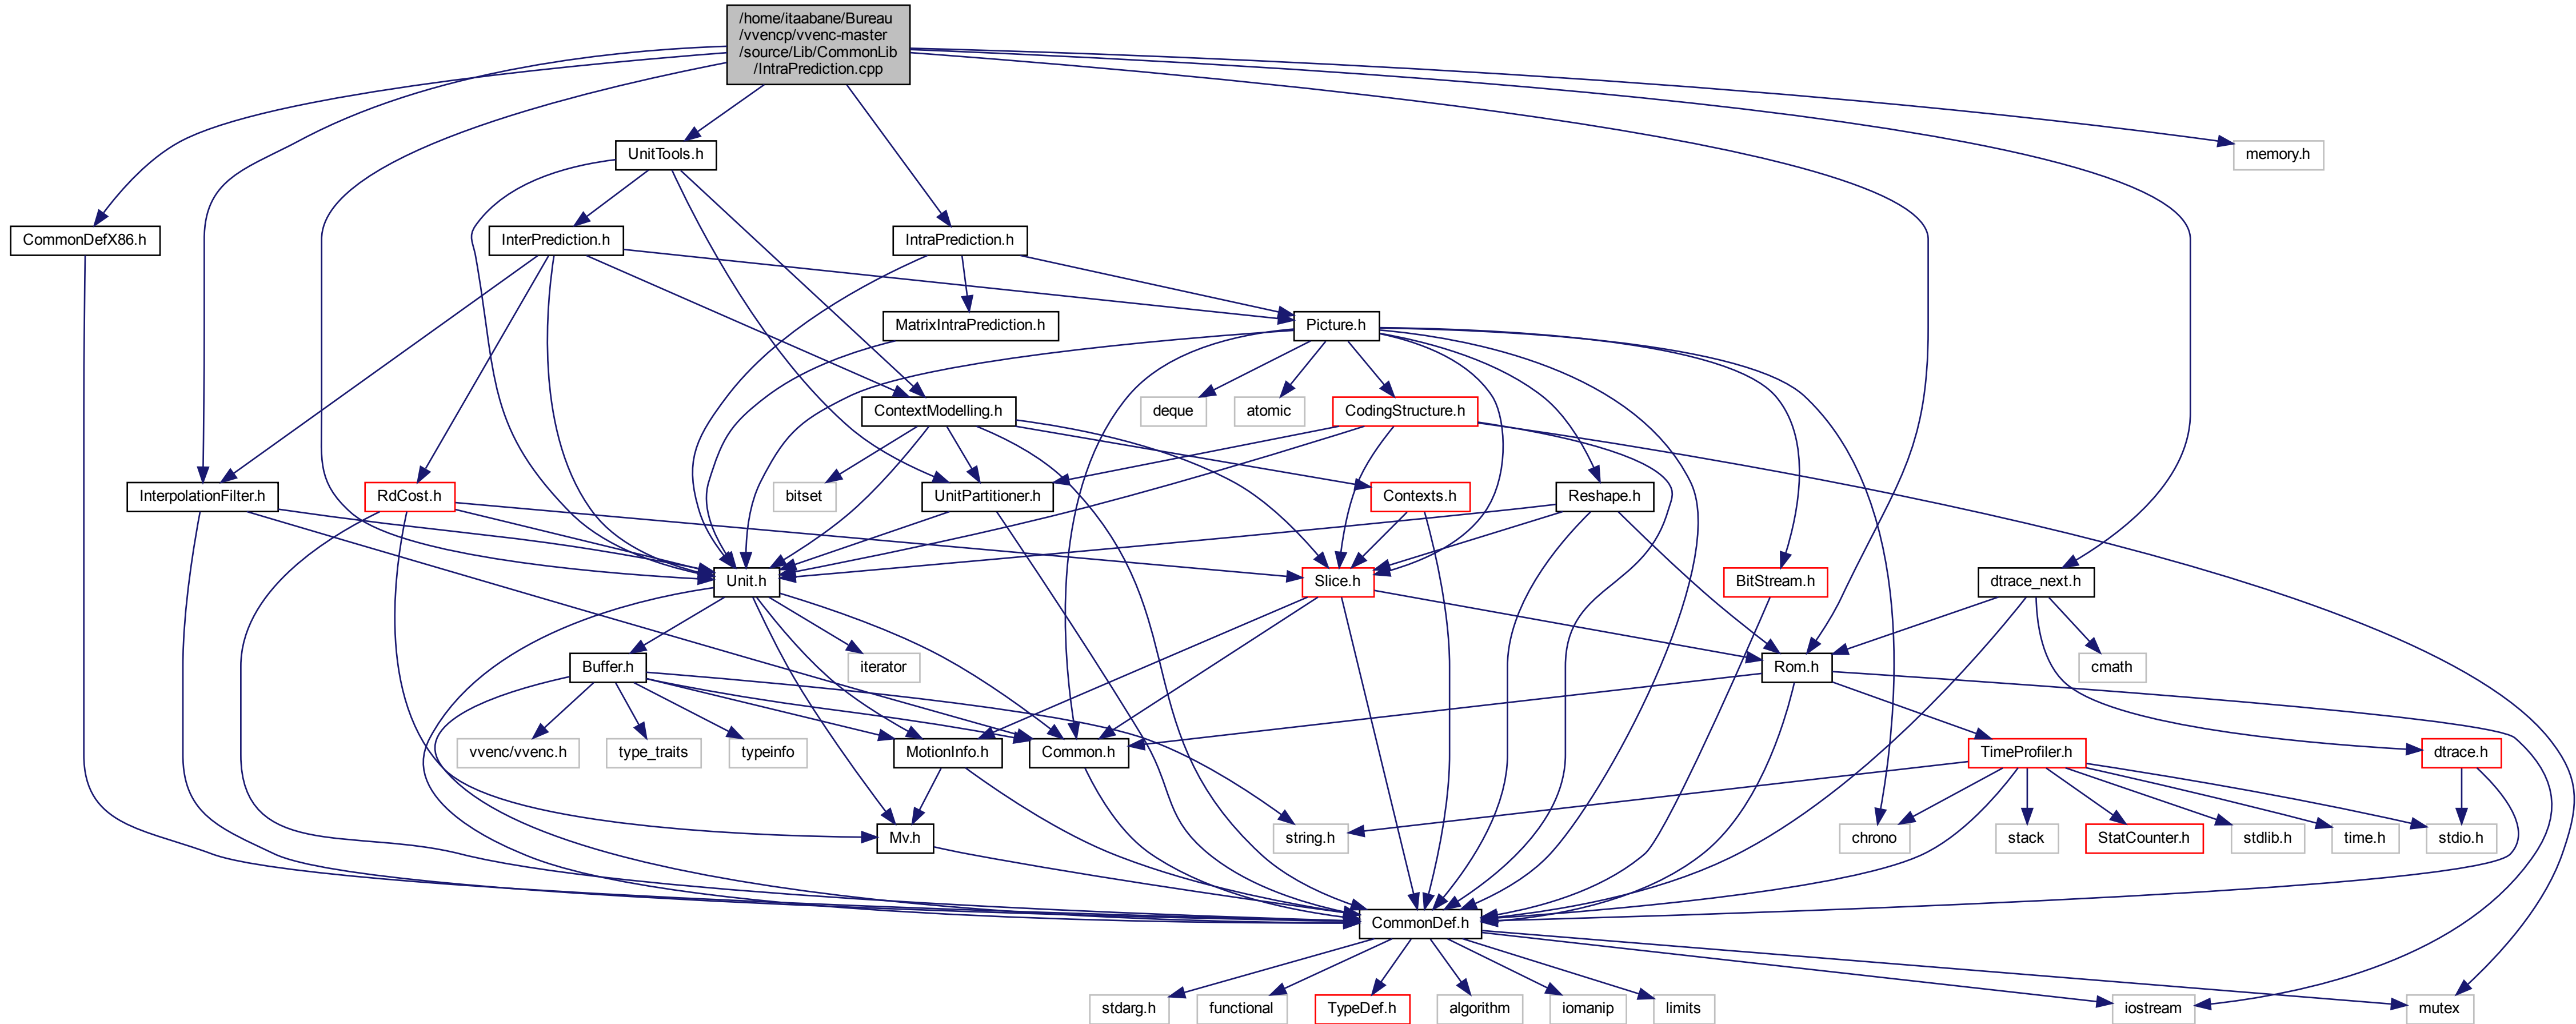 /home/itaabane/Bureau
/vvencp/vvenc-master
/source/Lib/CommonLib
/IntraPrediction.cpp
UnitTools.h
memory.h
CommonDefX86.h
InterPrediction.h
IntraPrediction.h
MatrixIntraPrediction.h
Picture.h
ContextModelling.h
deque
atomic
CodingStructure.h
InterpolationFilter.h
RdCost.h
bitset
UnitPartitioner.h
Contexts.h
Reshape.h
Unit.h
Slice.h
BitStream.h
dtrace_next.h
Buffer.h
iterator
Rom.h
cmath
vvenc/vvenc.h
type_traits
typeinfo
MotionInfo.h
Common.h
TimeProfiler.h
dtrace.h
Mv.h
string.h
chrono
stack
StatCounter.h
stdlib.h
time.h
stdio.h
CommonDef.h
stdarg.h
functional
TypeDef.h
algorithm
iomanip
limits
iostream
mutex